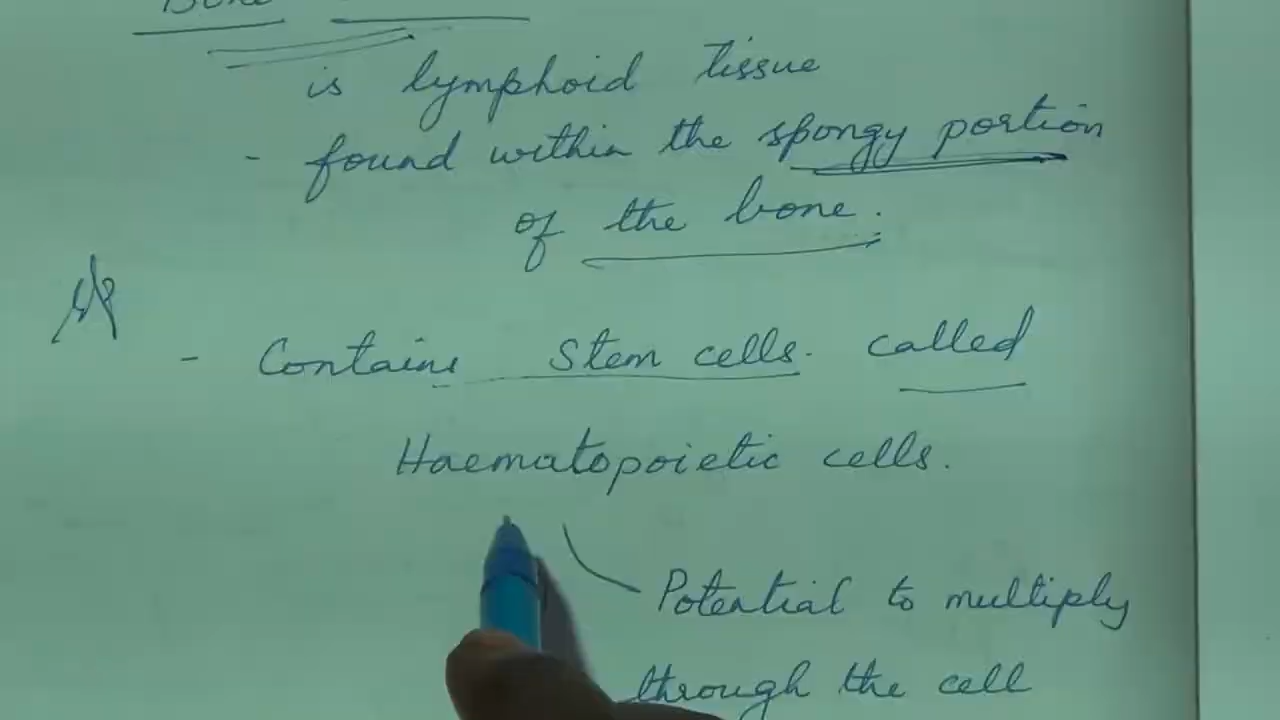 Bone
is lymphoid tissue
- found within the spongy portion
of the bone.
- Contains Stem cells. called
Haematopoietic cells.
Potential to multiply
through the cell